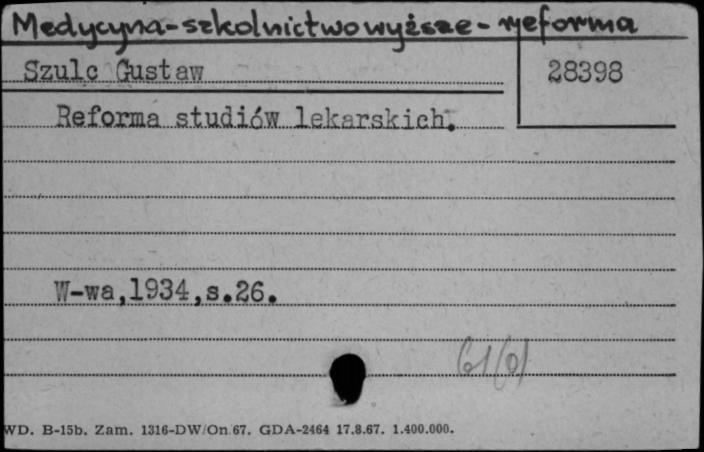 Medycyna-szkolnictwo wyższe-reforma
Szulc Gustaw 28398
Reforma studiów lekarskich.
W-wa,1934,s.26.
61(0)
WD. B-15b. Zam. 1316-DW/On 67. GDA-2464 17.8.67. 1.400.000.